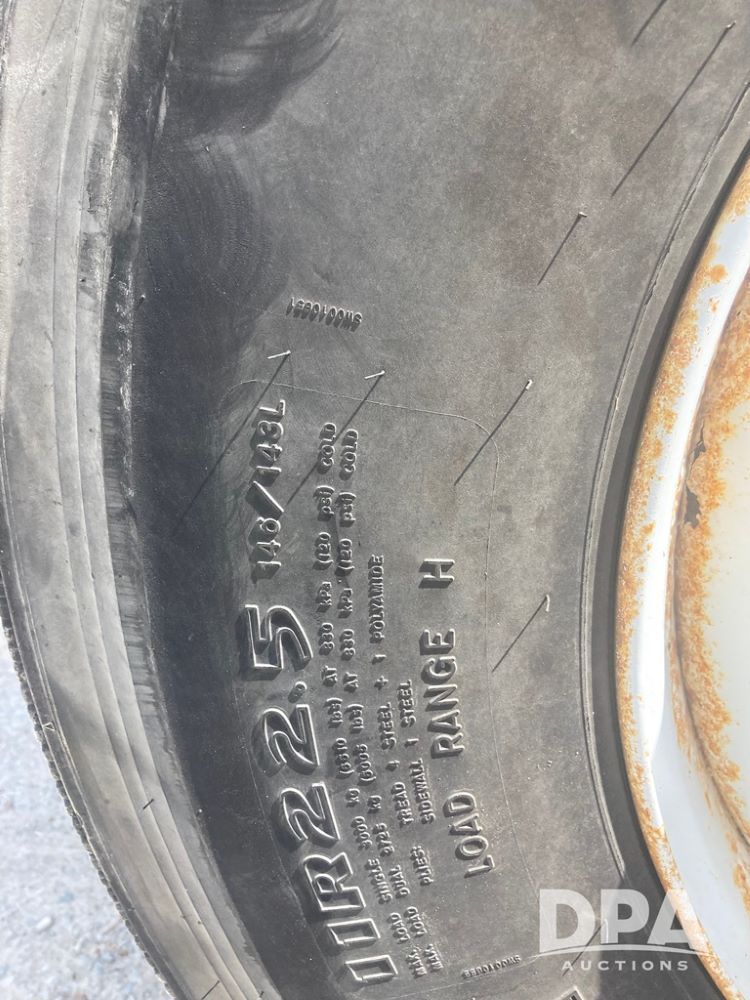 11R22.5 146/143L
MAX. LOAD SINGLE 3000 KG (6610 LBS) AT 830 KPa (120 PSI) COLD
MAX. LOAD DUAL 2725 KG (6005 LBS) AT 830 KPa (120 PSI) COLD
PLIES: TREAD 4 STEEL + 1 POLYAMIDE
SIDEWALL 1 STEEL
LOAD RANGE H
DPA
AUCTIONS